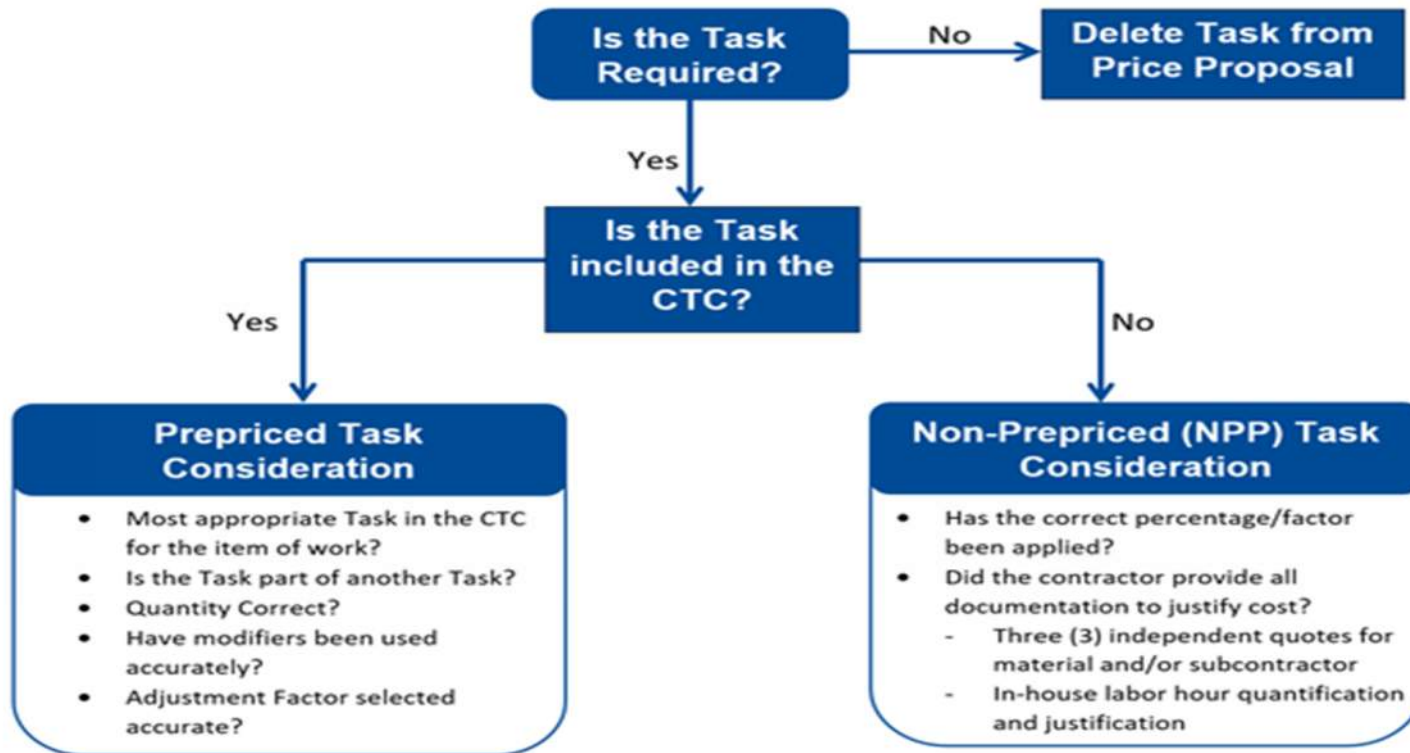 Is the Task
Required?
No
Delete Task from
Price Proposal
Yes
Is the Task
included in the
CTC?
Yes
No
Prepriced Task
Consideration
• Most appropriate Task in the CTC
for the item of work?
• Is the Task part of another Task?
• Quantity Correct?
• Have modifiers been used
accurately?
• Adjustment Factor selected
accurate?
Non-Prepriced (NPP) Task
Consideration
• Has the correct percentage/factor
been applied?
• Did the contractor provide all
documentation to justify cost?
- Three (3) independent quotes for
material and/or subcontractor
- In-house labor hour quantification
and justification